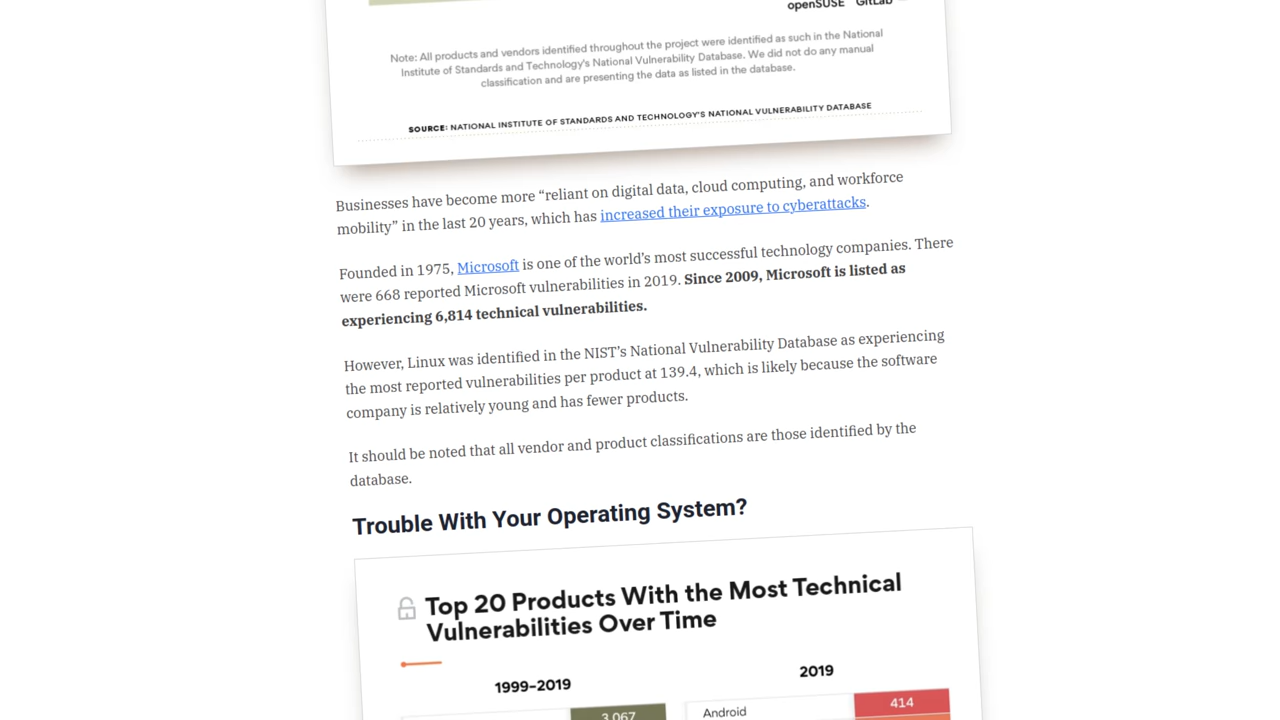 openSUSE GitLab
Note: All products and vendors identified throughout the project were identified as such in the National
Institute of Standards and Technology's National Vulnerability Database. We did not do any manual
classification and are presenting the data as listed in the database.
SOURCE: NATIONAL INSTITUTE OF STANDARDS AND TECHNOLOGY'S NATIONAL VULNERABILITY DATABASE
Businesses have become more “reliant on digital data, cloud computing, and workforce
mobility” in the last 20 years, which has increased their exposure to cyberattacks.
Founded in 1975, Microsoft is one of the world’s most successful technology companies. There
were 668 reported Microsoft vulnerabilities in 2019. Since 2009, Microsoft is listed as
experiencing 6,814 technical vulnerabilities.
However, Linux was identified in the NIST’s National Vulnerability Database as experiencing
the most reported vulnerabilities per product at 139.4, which is likely because the software
company is relatively young and has fewer products.
It should be noted that all vendor and product classifications are those identified by the
database.
Trouble With Your Operating System?
Top 20 Products With the Most Technical
Vulnerabilities Over Time
1999–2019
2019
3,067
Android
414